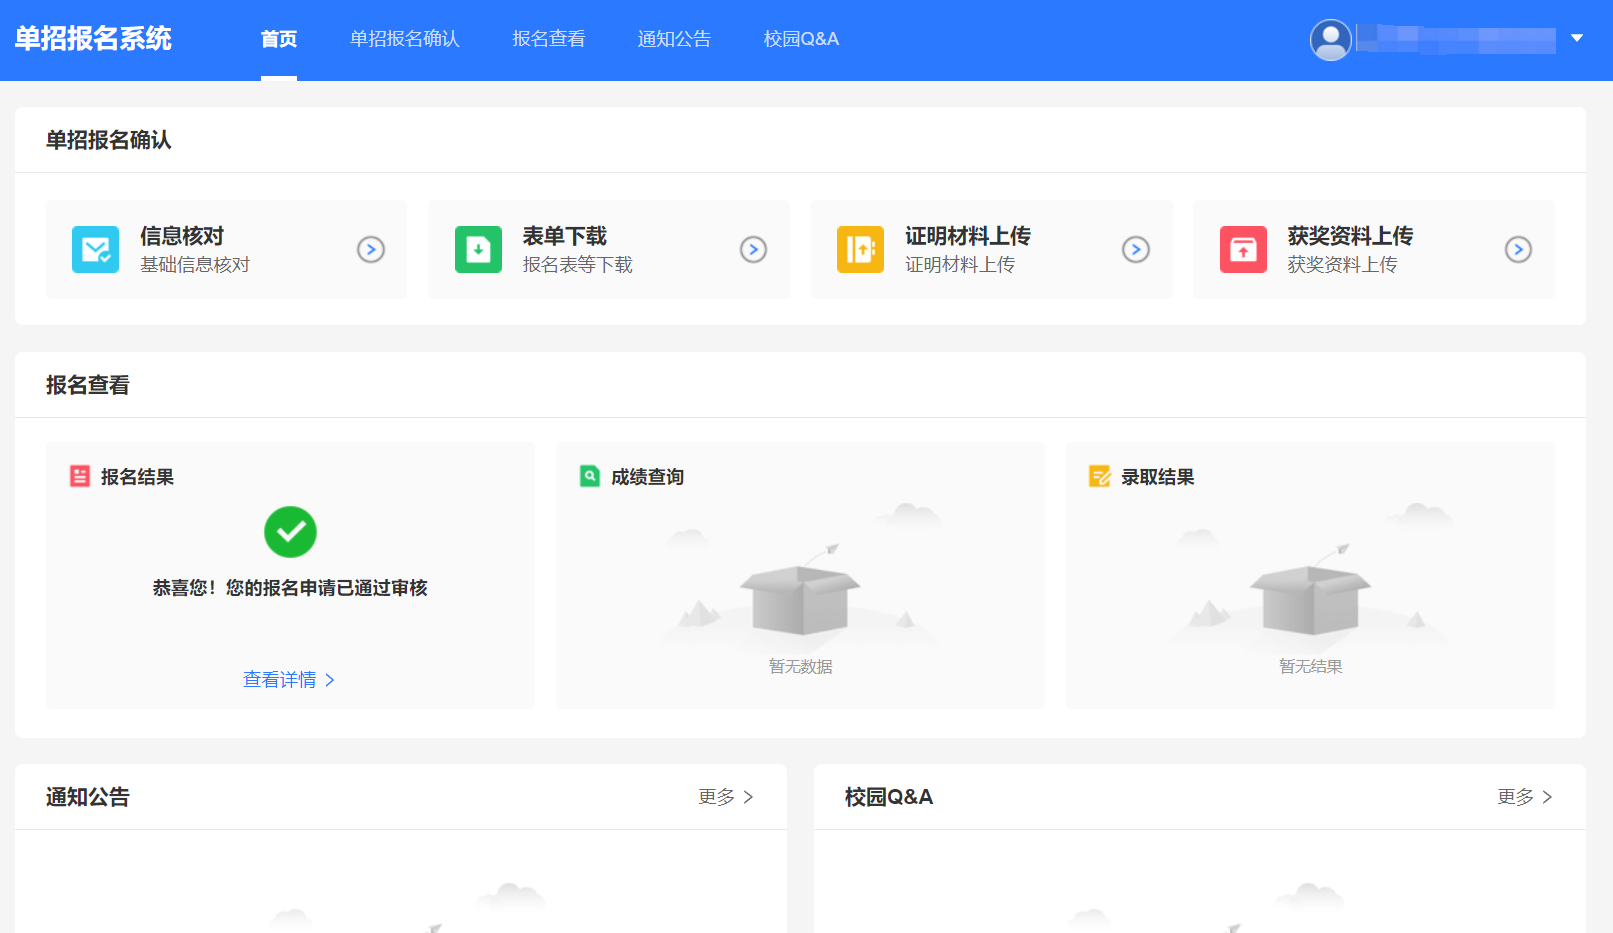 单招报名系统 首页 单招报名确认 报名查看 通知公告 校园Q&A
单招报名确认
信息核对
基础信息核对
表单下载
报名表等下载
证明材料上传
证明材料上传
获奖资料上传
获奖资料上传
报名查看
报名结果
恭喜您！您的报名申请已通过审核
查看详情 >
成绩查询
暂无数据
录取结果
暂无结果
通知公告 更多 >
校园Q&A 更多 >